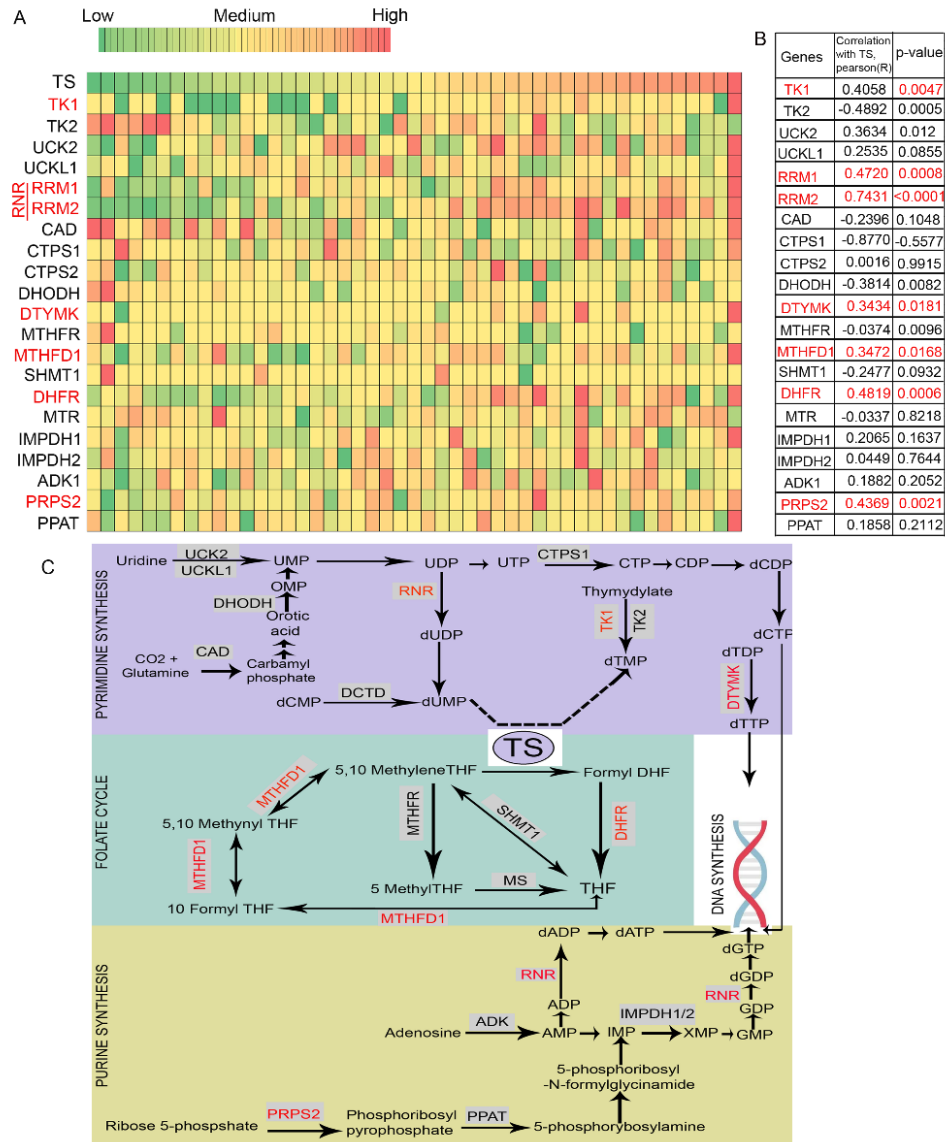 A
Low Medium High
TS
TK1
TK2
UCK2
UCKL1
RNR
RRM1
RRM2
CAD
CTPS1
CTPS2
DHODH
DTYMK
MTHFR
MTHFD1
SHMT1
DHFR
MTR
IMPDH1
IMPDH2
ADK1
PRPS2
PPAT
B
Genes Correlation with TS, pearson(R) p-value
TK1 0.4058 0.0047
TK2 -0.4892 0.0005
UCK2 0.3634 0.012
UCKL1 0.2535 0.0855
RRM1 0.4720 0.0008
RRM2 0.7431 <0.0001
CAD -0.2396 0.1048
CTPS1 -0.8770 -0.5577
CTPS2 0.0016 0.9915
DHODH -0.3814 0.0082
DTYMK 0.3434 0.0181
MTHFR -0.0374 0.0096
MTHFD1 0.3472 0.0168
SHMT1 -0.2477 0.0932
DHFR 0.4819 0.0006
MTR -0.0337 0.8218
IMPDH1 0.2065 0.1637
IMPDH2 0.0449 0.7644
ADK1 0.1882 0.2052
PRPS2 0.4369 0.0021
PPAT 0.1858 0.2112
C
PYRIMIDINE SYNTHESIS
Uridine UCK2 UMP UDP UTP CTPS1 CTP CDP dCDP
UCKL1
OMP
DHODH
Orotic
acid
CO2 +
Glutamine
CAD
Carbamyl
phosphate
RNR
dUDP
dCMP DCTD dUMP
Thymydylate
TK1 TK2
dTMP
dCTP
dTDP
DTYMK
dTTP
TS
FOLATE CYCLE
5,10 MethyleneTHF Formyl DHF
MTHFD1
5,10 Methynyl THF
MTHFR
SHMT1
DHFR
MTHFD1
5 MethylTHF MS THF
10 Formyl THF
MTHFD1
DNA SYNTHESIS
PURINE SYNTHESIS
dADP dATP
dGTP
dGDP
RNR
RNR
ADP
GDP
Adenosine ADK AMP IMP IMPDH1/2 XMP GMP
5-phosphoribosyl
-N-formylglycinamide
Ribose 5-phospshate PRPS2 Phosphoribosyl
pyrophosphate
PPAT 5-phosphorybosylamine